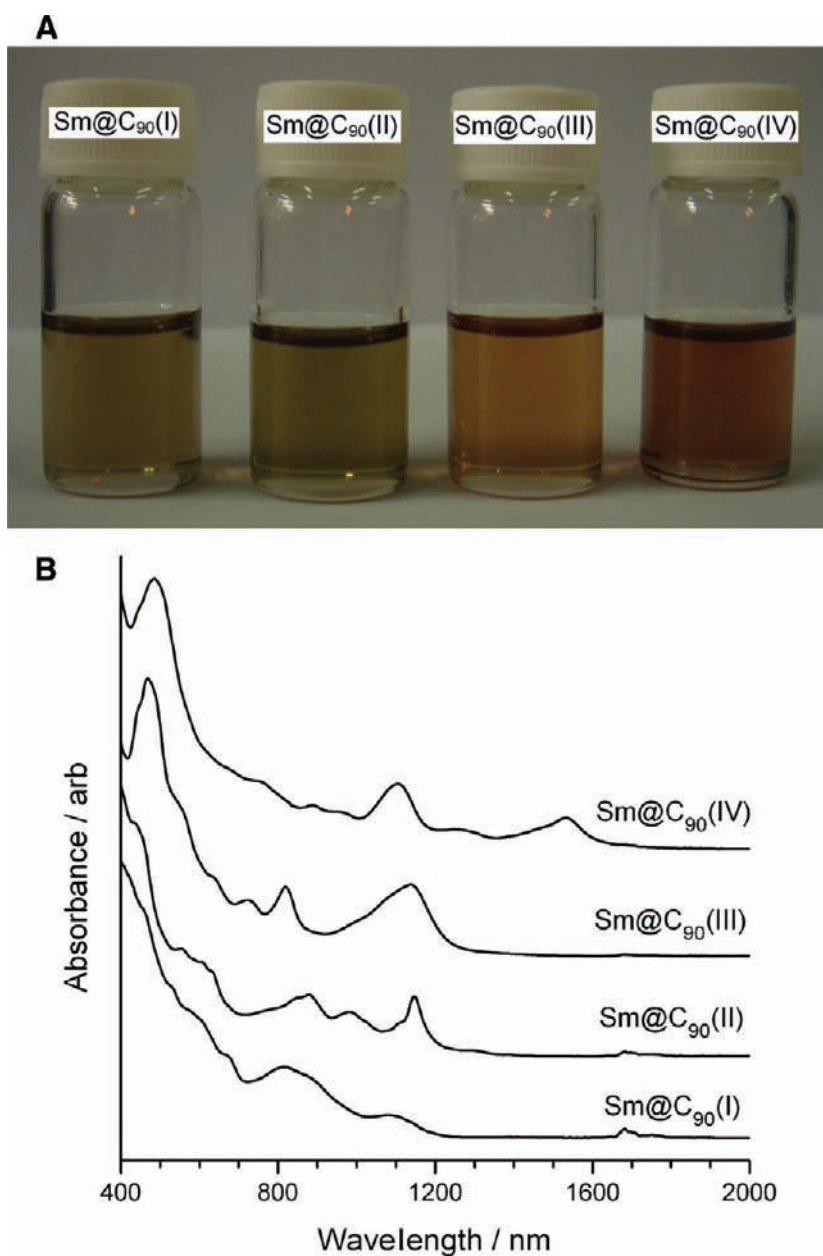 A
Sm@C₉₀(I)
Sm@C₉₀(II)
Sm@C₉₀(III)
Sm@C₉₀(IV)
B
Absorbance / arb
Sm@C₉₀(IV)
Sm@C₉₀(III)
Sm@C₉₀(II)
Sm@C₉₀(I)
400 800 1200 1600 2000
Wavelength / nm